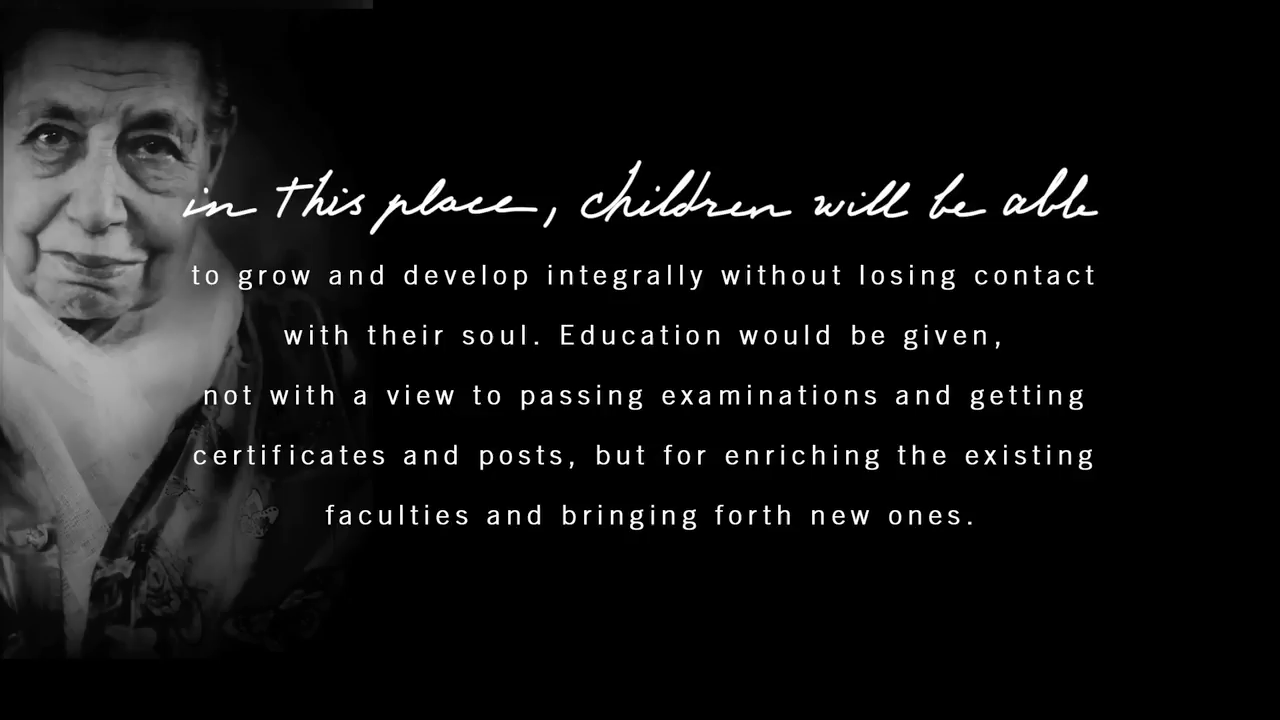 in this place, children will be able
to grow and develop integrally without losing contact
with their soul. Education would be given,
not with a view to passing examinations and getting
certificates and posts, but for enriching the existing
faculties and bringing forth new ones.